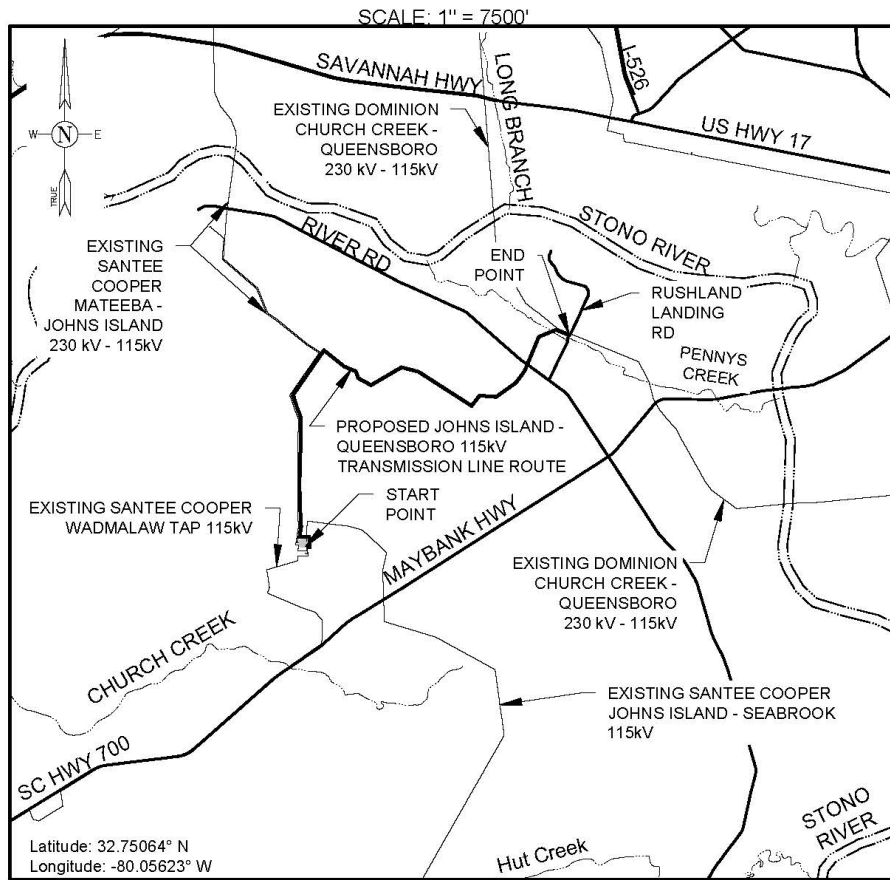 SCALE: 1" = 7500'
SAVANNAH HWY
LONG BRANCH
I-526
US HWY 17
EXISTING DOMINION
CHURCH CREEK -
QUEENSBORO
230 kV - 115kV
W
N
E
TRUE
EXISTING
SANTEE
COOPER
MATEEBA -
JOHNS ISLAND
230 kV - 115kV
RIVER RD
STONO RIVER
END
POINT
RUSHLAND
LANDING
RD
PENNYS
CREEK
PROPOSED JOHNS ISLAND -
QUEENSBORO 115kV
TRANSMISSION LINE ROUTE
START
POINT
EXISTING SANTEE COOPER
WADMALAW TAP 115kV
MAYBANK HWY
EXISTING DOMINION
CHURCH CREEK -
QUEENSBORO
230 kV - 115kV
CHURCH CREEK
EXISTING SANTEE COOPER
JOHNS ISLAND - SEABROOK
115kV
SC HWY 700
STONO
RIVER
Hut Creek
Latitude: 32.75064° N
Longitude: -80.05623° W